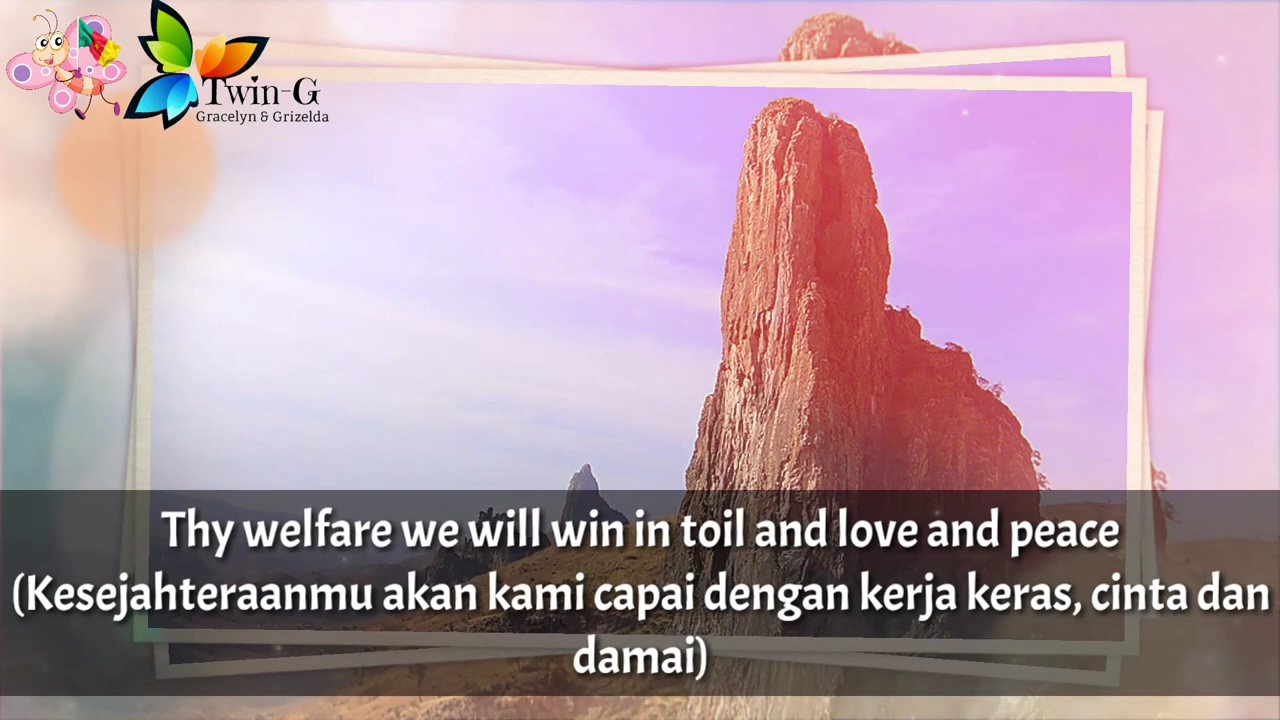 Twin-G
Gracelyn & Grizelda
Thy welfare we will win in toil and love and peace
(Kesejahteraanmu akan kami capai dengan kerja keras, cinta dan
damai)